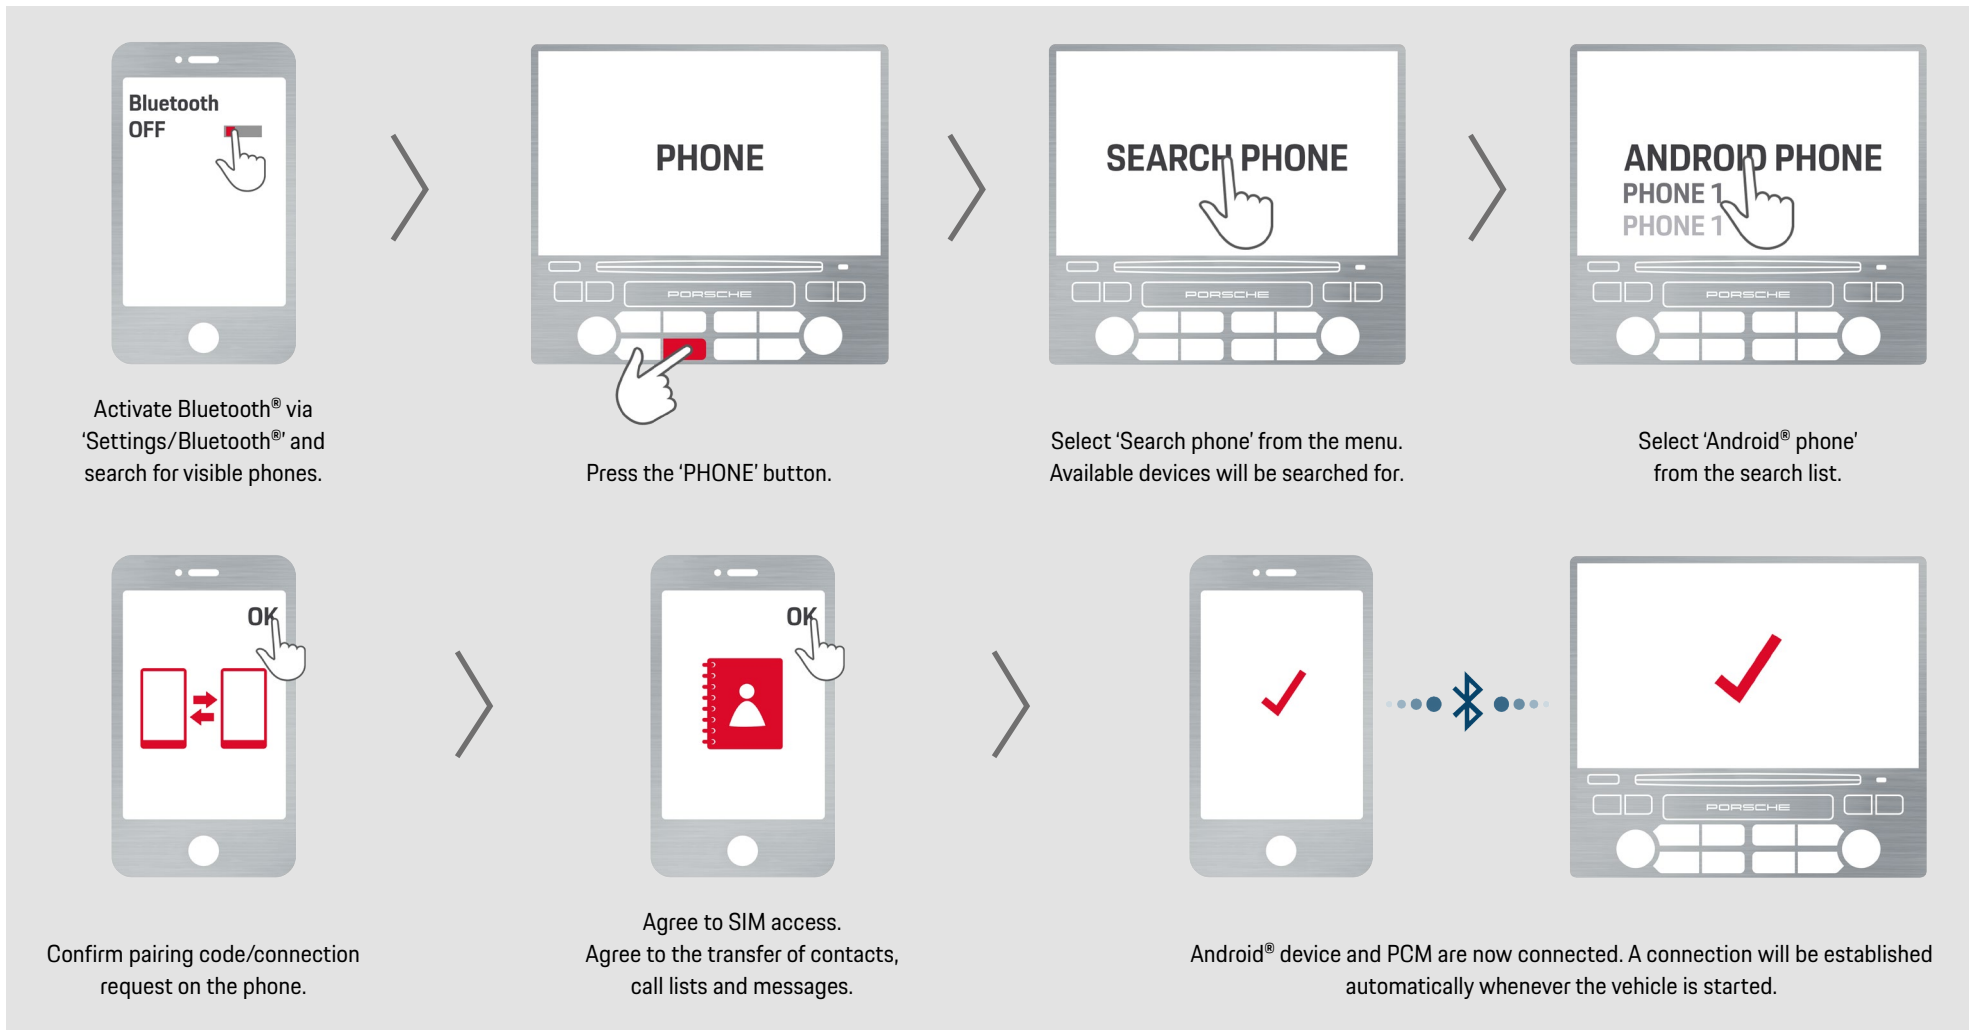 Bluetooth
OFF
PHONE
PORSCHE
SEARCH PHONE
PORSCHE
ANDROID PHONE
PHONE 1
PHONE 1
PORSCHE
Activate Bluetooth® via
‘Settings/Bluetooth®’ and
search for visible phones.
Press the ‘PHONE’ button.
Select ‘Search phone’ from the menu.
Available devices will be searched for.
Select ‘Android® phone’
from the search list.
OK
OK
PORSCHE
Confirm pairing code/connection
request on the phone.
Agree to SIM access.
Agree to the transfer of contacts,
call lists and messages.
Android® device and PCM are now connected. A connection will be established
automatically whenever the vehicle is started.